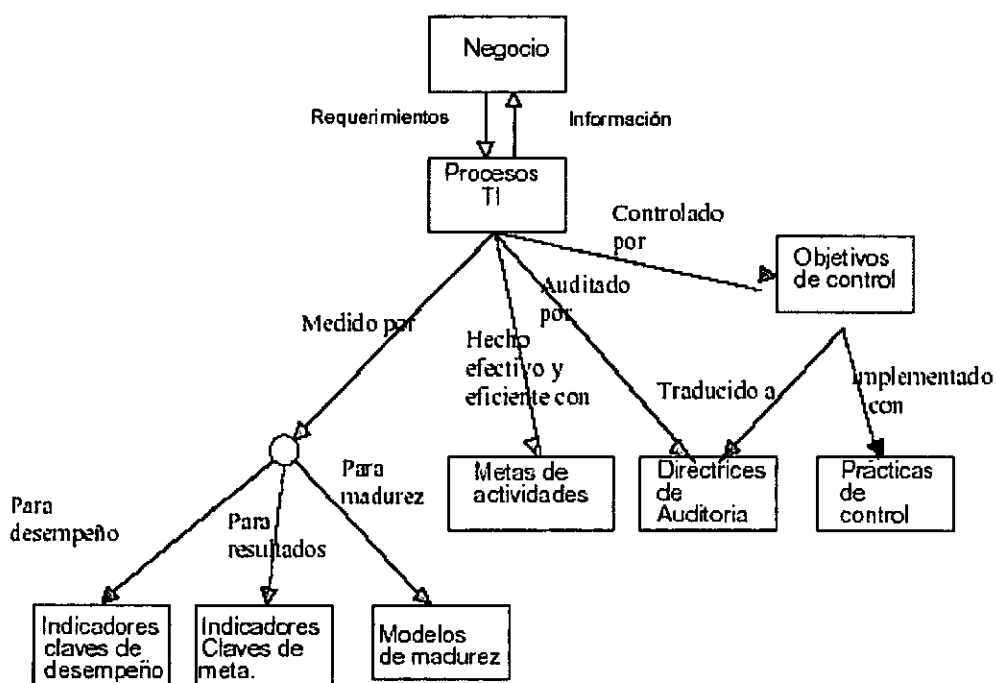 Negocio
Requerimientos
Información
Procesos
TI
Controlado
por
Objetivos
de control
Auditado
por
Medido por
Hecho
efectivo y
eficiente con
Traducido a
Implementado
con
Metas de
actividades
Directrices
de
Auditoria
Prácticas
de
control
Para
desempeño
Para
resultados
Para
madurez
Indicadores
claves de
desempeño
Indicadores
Claves de
meta.
Modelos
de madurez